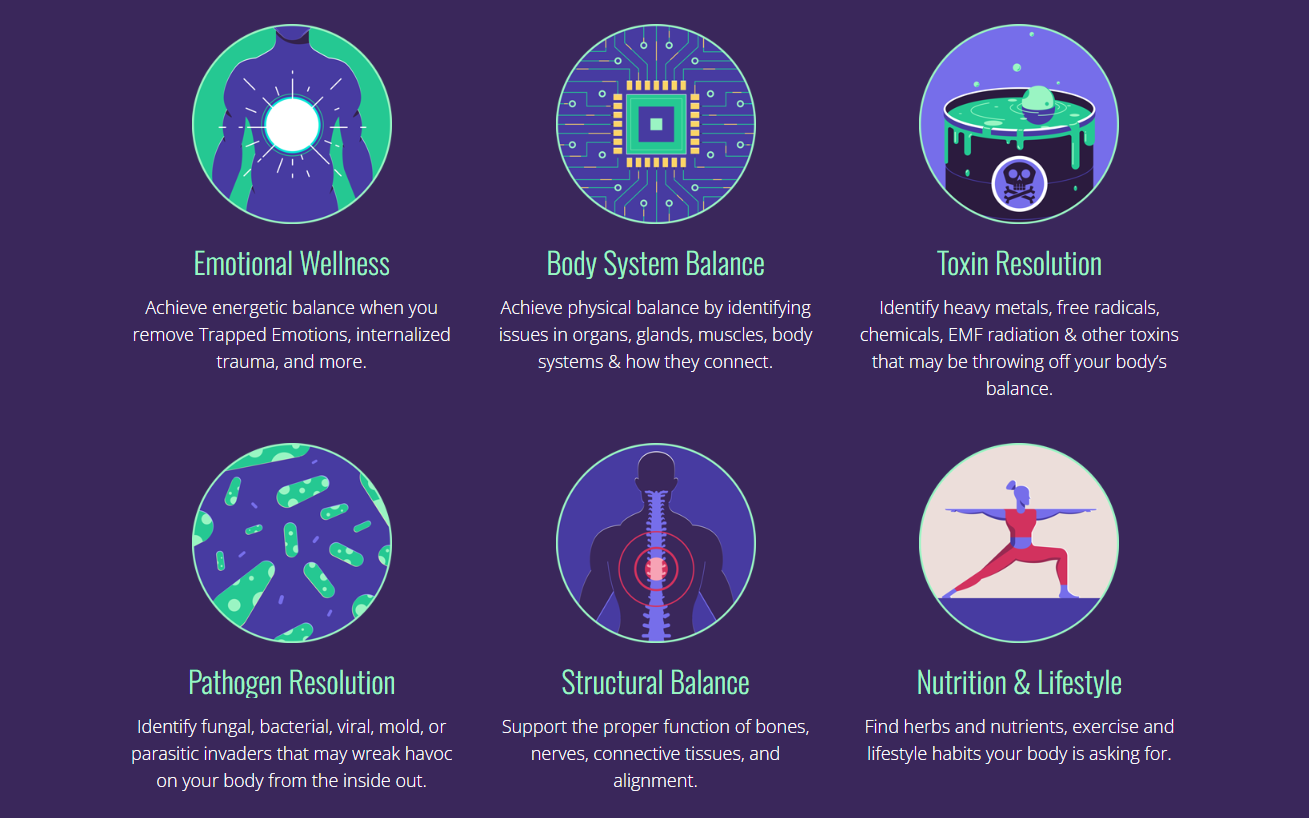 Emotional Wellness
Achieve energetic balance when you
remove Trapped Emotions, internalized
trauma, and more.
Body System Balance
Achieve physical balance by identifying
issues in organs, glands, muscles, body
systems & how they connect.
Toxin Resolution
Identify heavy metals, free radicals,
chemicals, EMF radiation & other toxins
that may be throwing off your body’s
balance.
Pathogen Resolution
Identify fungal, bacterial, viral, mold, or
parasitic invaders that may wreak havoc
on your body from the inside out.
Structural Balance
Support the proper function of bones,
nerves, connective tissues, and
alignment.
Nutrition & Lifestyle
Find herbs and nutrients, exercise and
lifestyle habits your body is asking for.